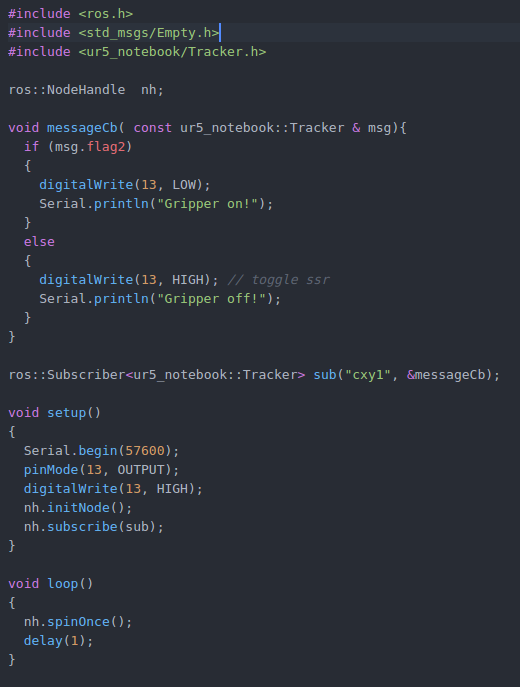 #include <ros.h>
#include <std_msgs/Empty.h>
#include <ur5_notebook/Tracker.h>

ros::NodeHandle  nh;

void messageCb( const ur5_notebook::Tracker & msg){
  if (msg.flag2)
  {
    digitalWrite(13, LOW);
    Serial.println("Gripper on!");
  }
  else
  {
    digitalWrite(13, HIGH); // toggle ssr
    Serial.println("Gripper off!");
  }
}

ros::Subscriber<ur5_notebook::Tracker> sub("cxy1", &messageCb);

void setup()
{
  Serial.begin(57600);
  pinMode(13, OUTPUT);
  digitalWrite(13, HIGH);
  nh.initNode();
  nh.subscribe(sub);
}

void loop()
{
  nh.spinOnce();
  delay(1);
}